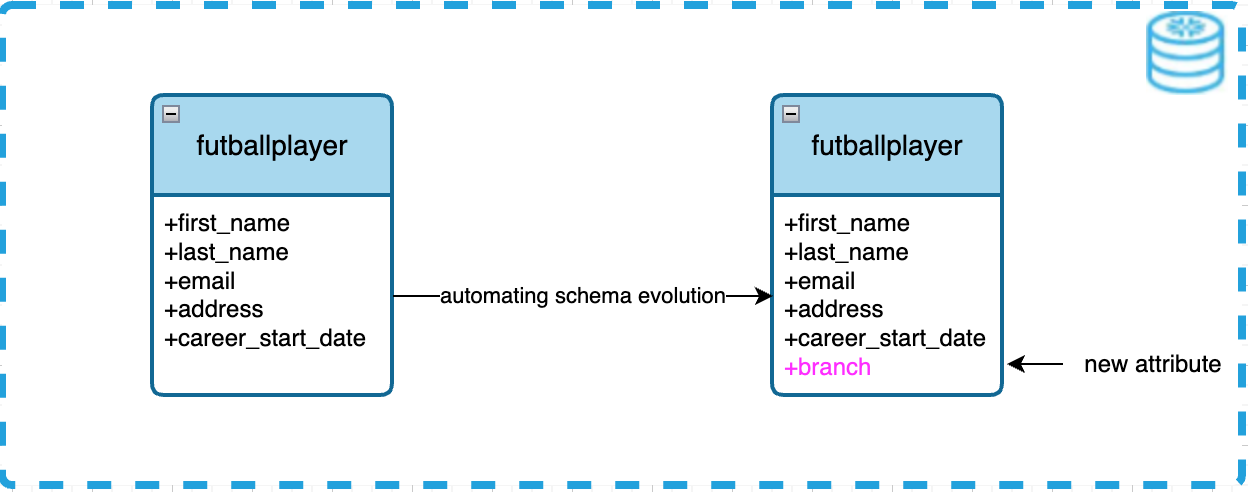 futballplayer
+first_name
+last_name
+email
+address
+career_start_date
automating schema evolution
futballplayer
+first_name
+last_name
+email
+address
+career_start_date
+branch
new attribute